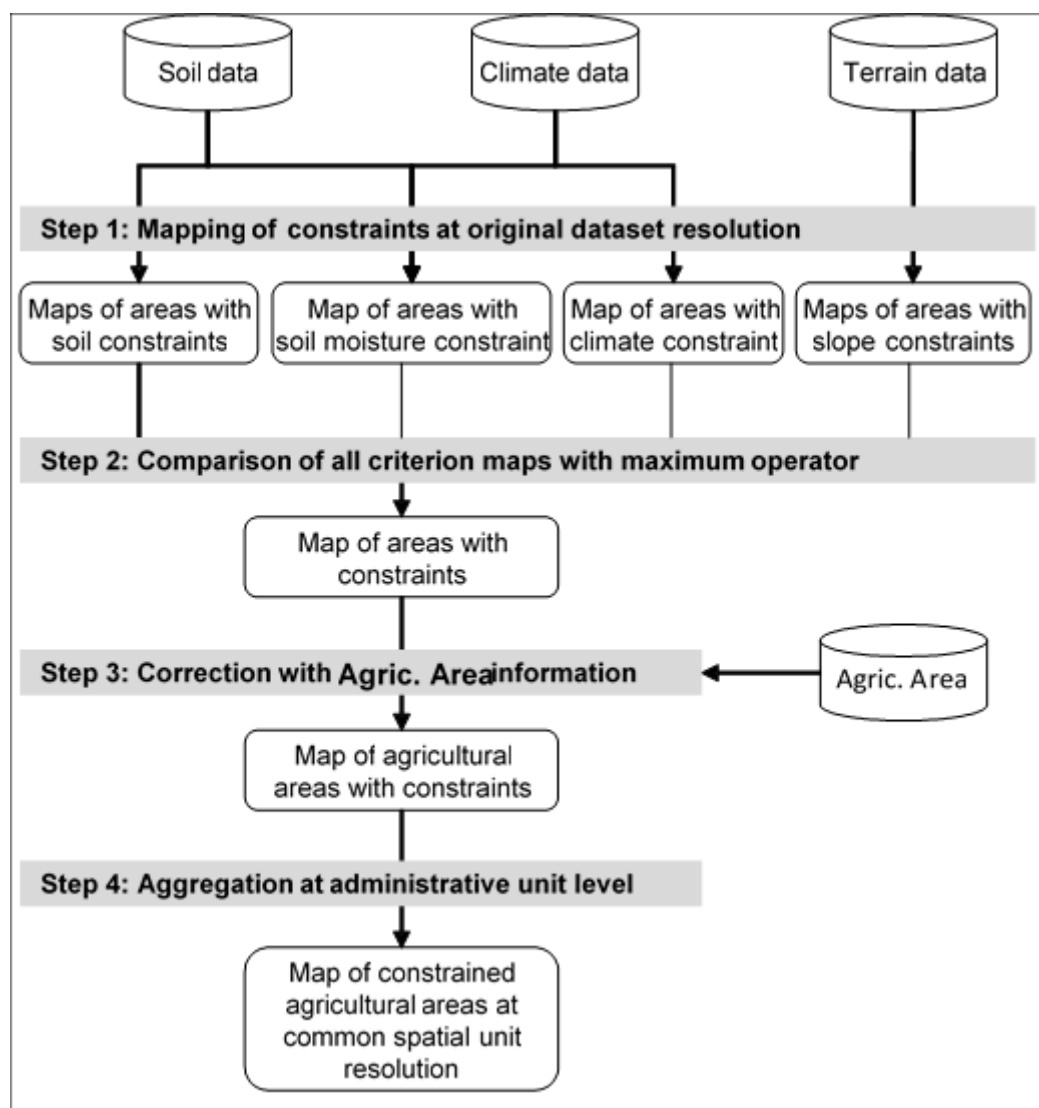 Soil data
Climate data
Terrain data
Step 1: Mapping of constraints at original dataset resolution
Maps of areas with
soil constraints
Map of areas with
soil moisture constraint
Map of areas with
climate constraint
Maps of areas with
slope constraints
Step 2: Comparison of all criterion maps with maximum operator
Map of areas with
constraints
Step 3: Correction with Agric. Area information
Agric. Area
Map of agricultural
areas with constraints
Step 4: Aggregation at administrative unit level
Map of constrained
agricultural areas at
common spatial unit
resolution